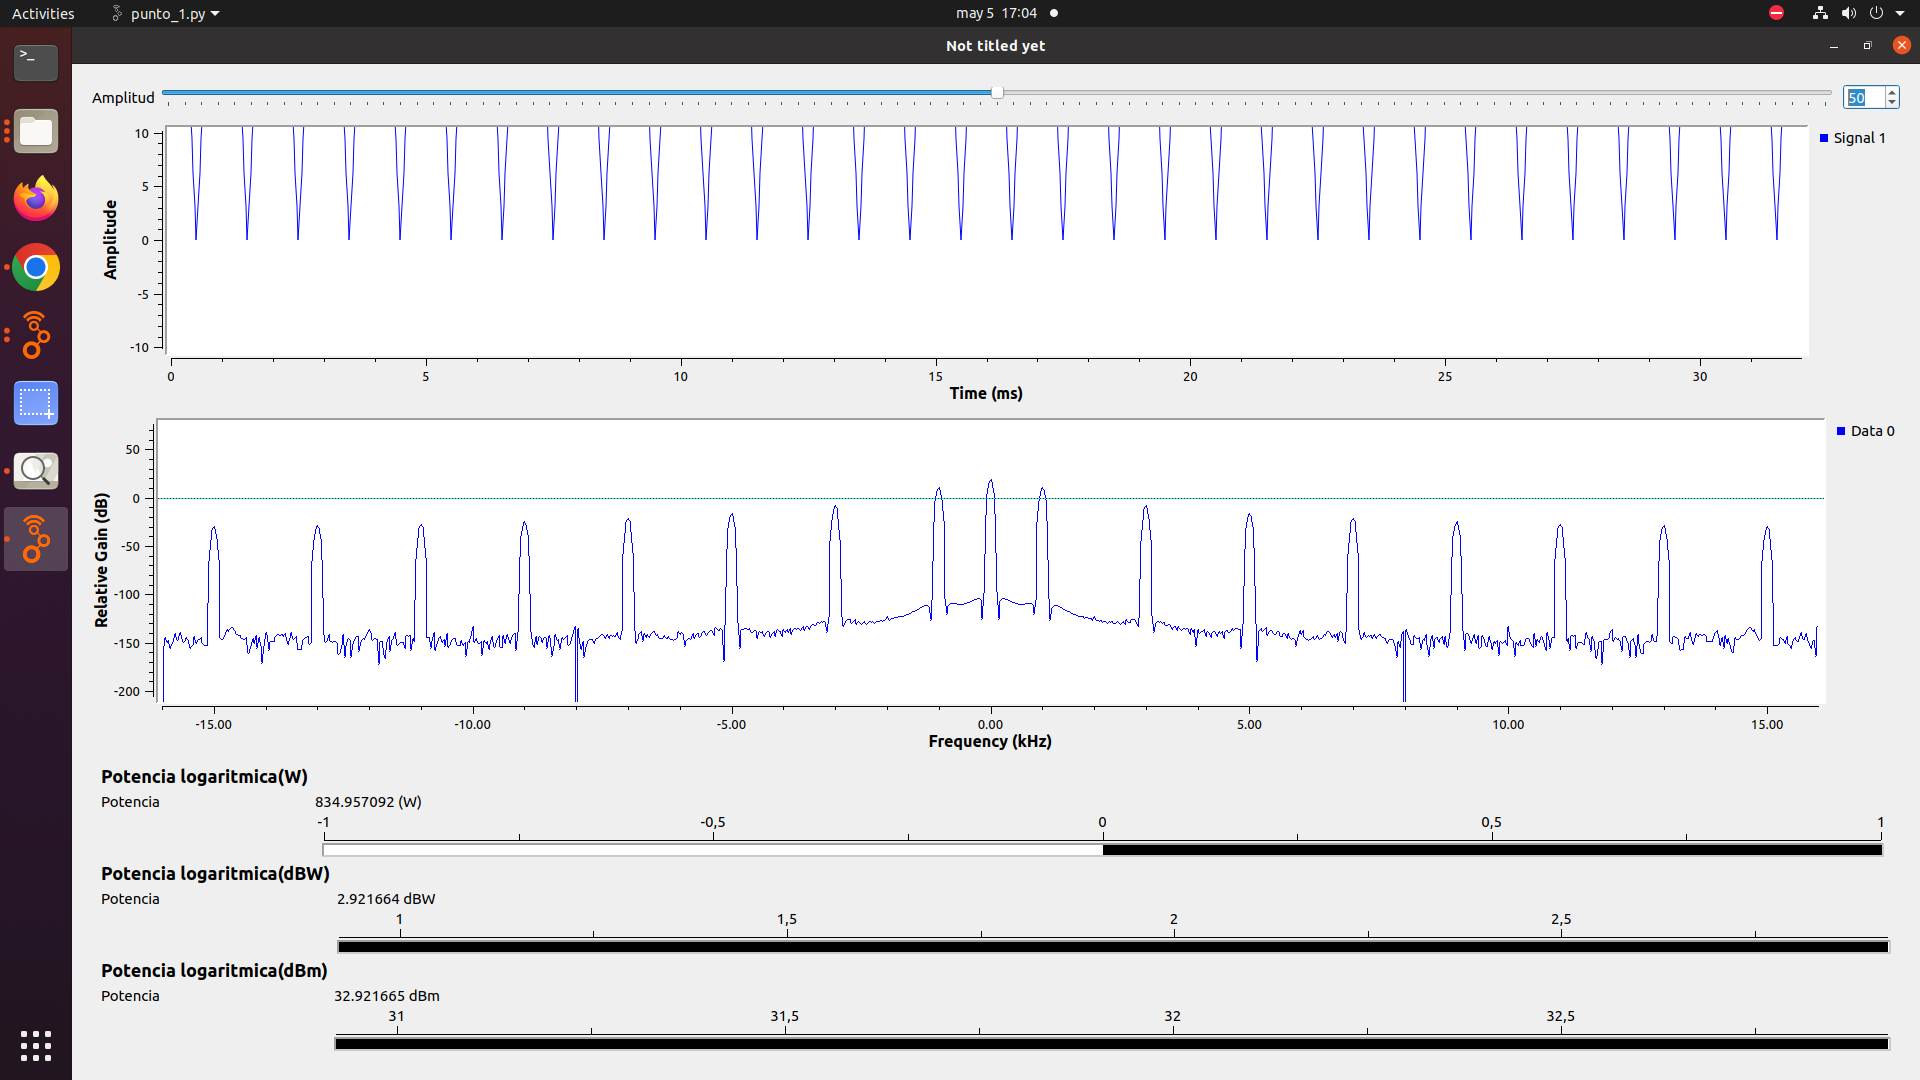 Activities punto_1.py may 5 17:04
Not titled yet
>_
Amplitud 50
10
5
0
-5
-10
Amplitude
Signal 1
0 5 10 15 20 25 30
Time (ms)
50
0
-50
-100
-150
-200
Relative Gain (dB)
Data 0
-15.00 -10.00 -5.00 0.00 5.00 10.00 15.00
Frequency (kHz)
Potencia logaritmica(W)
Potencia 834.957092 (W)
-1 -0,5 0 0,5 1
Potencia logaritmica(dBW)
Potencia 2.921664 dBW
1 1,5 2 2,5
Potencia logaritmica(dBm)
Potencia 32.921665 dBm
31 31,5 32 32,5